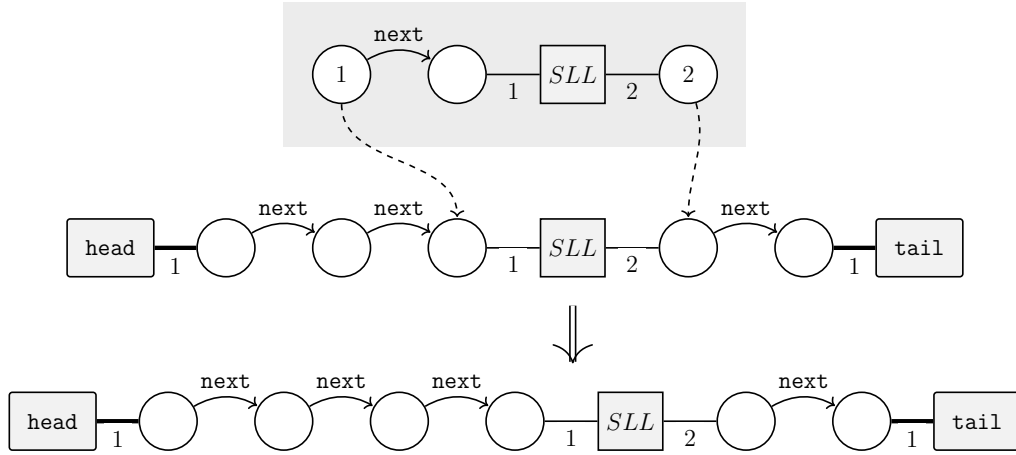 next
1 SLL 2
1 2
next next next
head SLL tail
1 1 2 1
next next next next
head SLL tail
1 1 2 1